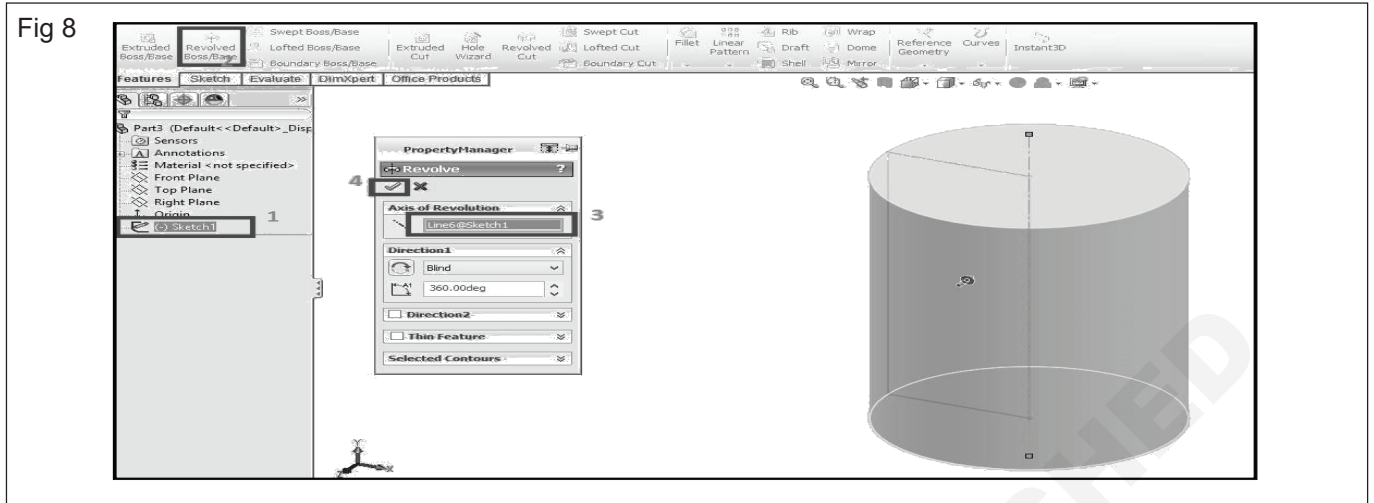 Fig 8
Extruded Boss/Base
Revolved Boss/Base
2
Swept Boss/Base
Lofted Boss/Base
Boundary Boss/Base
Extruded Cut
Hole Wizard
Revolved Cut
Swept Cut
Lofted Cut
Boundary Cut
Fillet
Linear Pattern
Rib
Draft
Shell
Wrap
Dome
Mirror
Reference Geometry
Curves
Instant3D
Features Sketch Evaluate DimXpert Office Products
Part3 (Default<<Default>_Disp
Sensors
Annotations
Material <not specified>
Front Plane
Top Plane
Right Plane
Origin
(-) Sketch1
1
PropertyManager
Revolve ?
4
Axis of Revolution
Line6@Sketch1
3
Direction1
Blind
360.00deg
Direction2
Thin Feature
Selected Contours
Y
X
Z
SHED